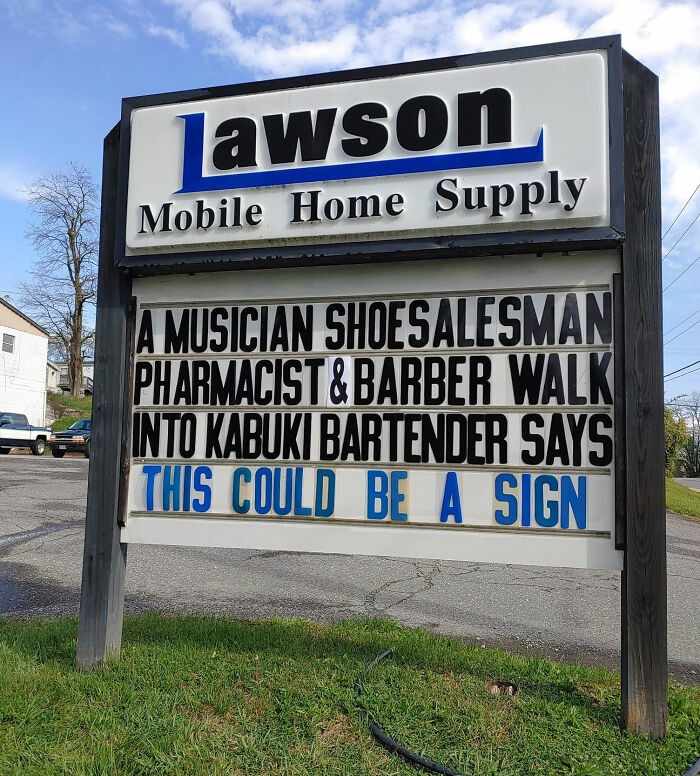 Lawson
Mobile Home Supply
A MUSICIAN SHOESALESMAN
PHARMACIST & BARBER WALK
INTO KABUKI BARTENDER SAYS
THIS COULD BE A SIGN